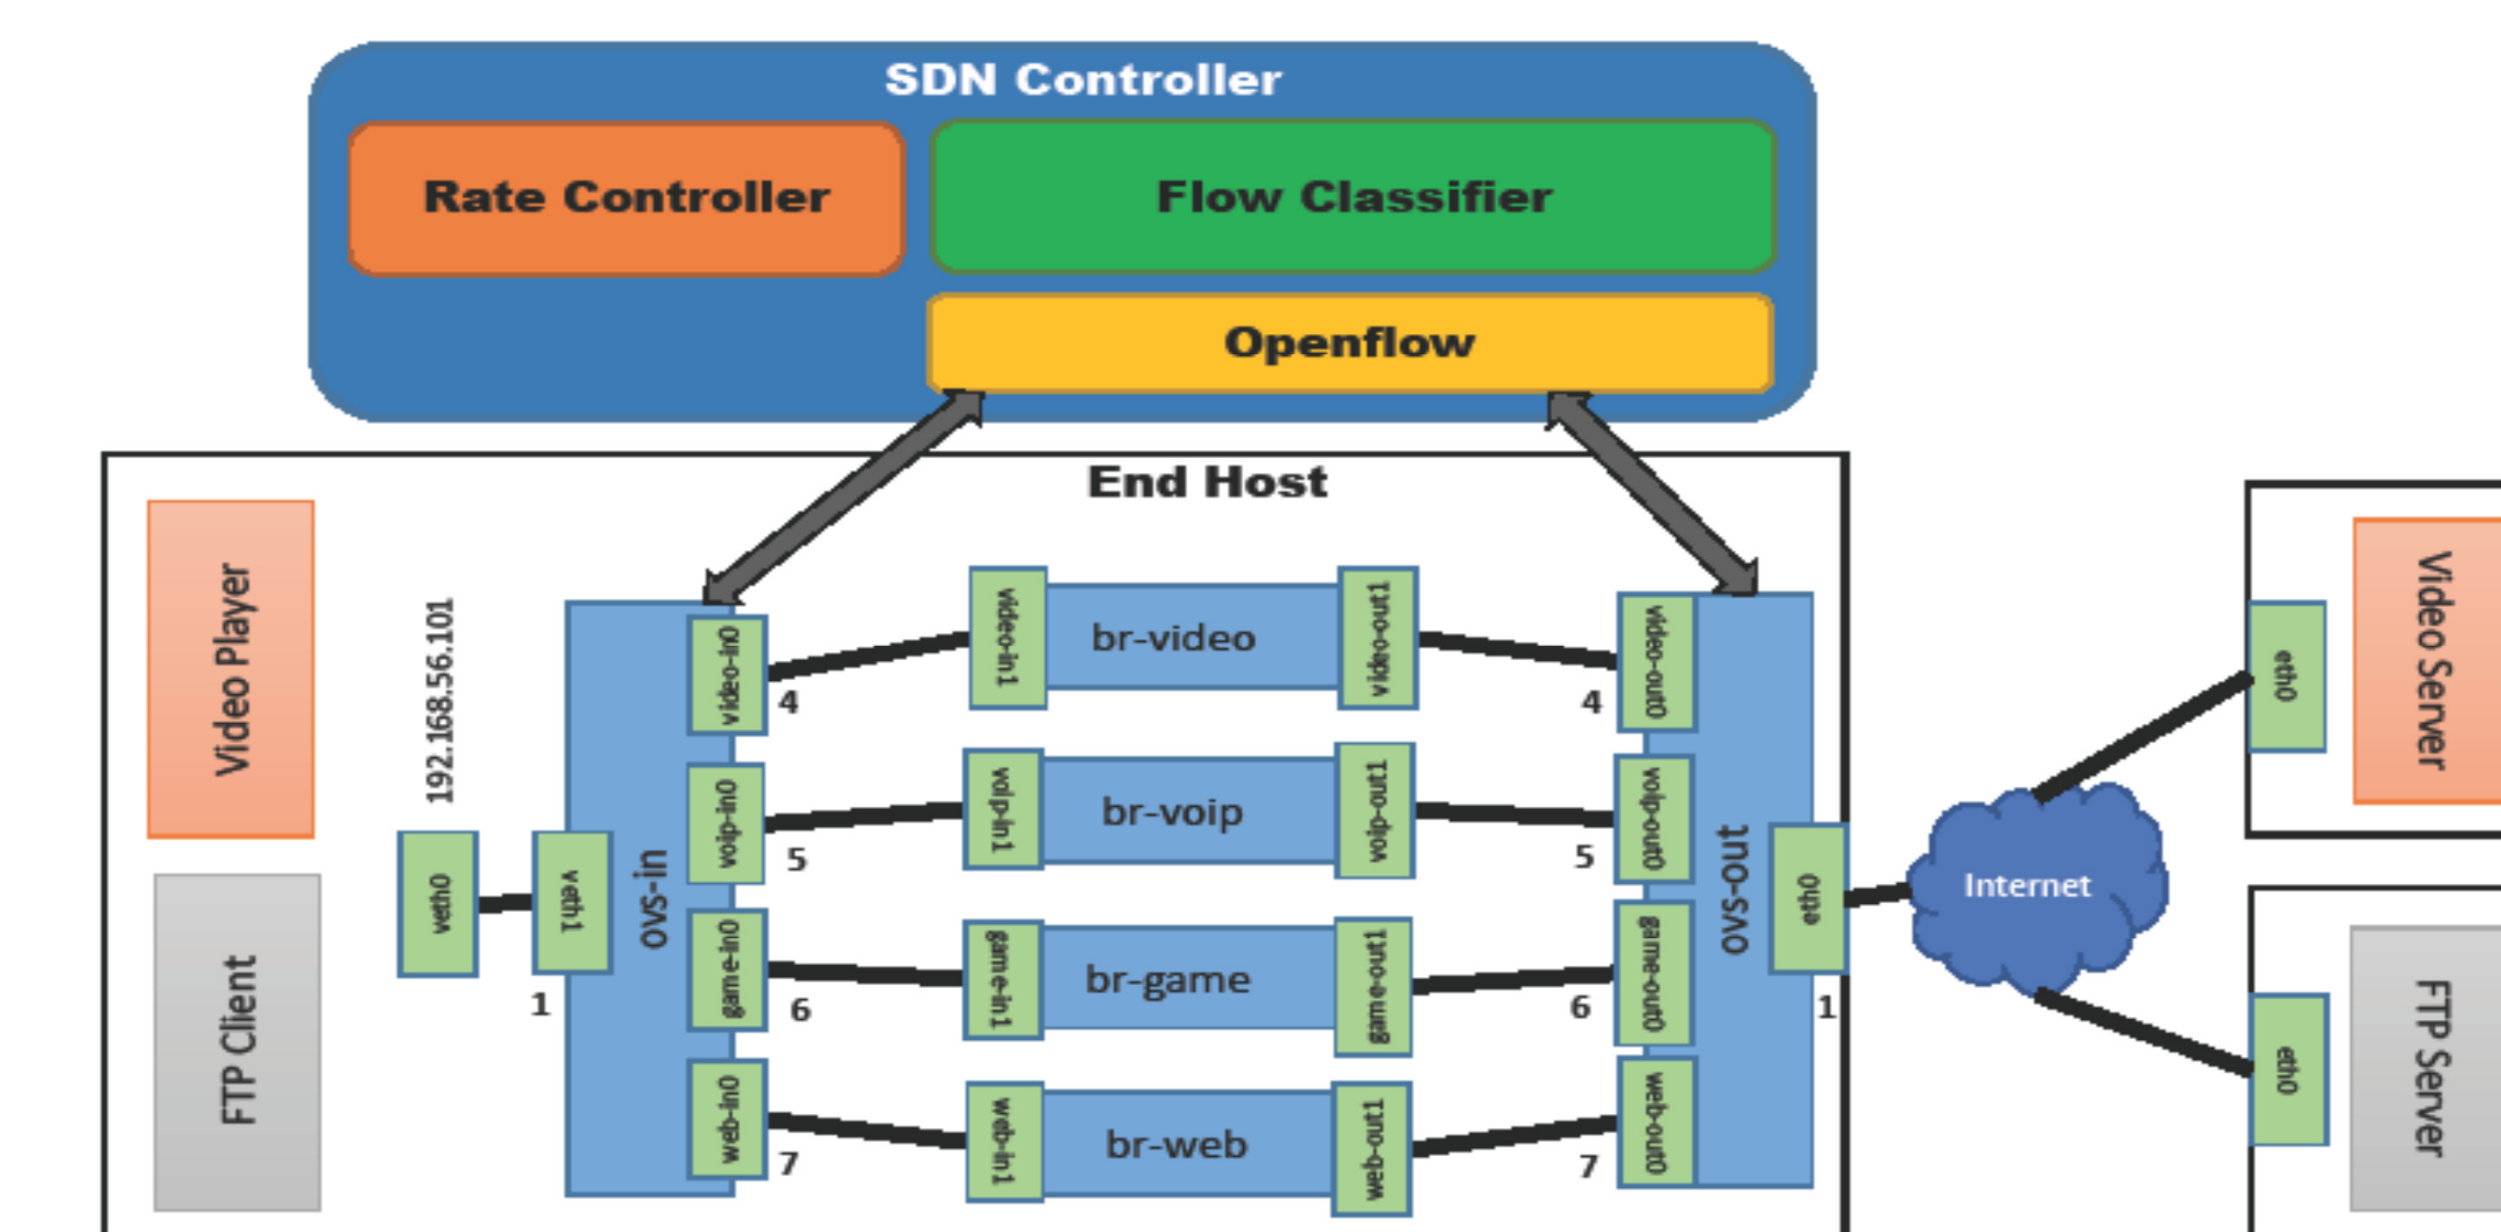 SDN Controller
Rate Controller
Flow Classifier
Openflow
End Host
Video Player
FTP Client
192.168.56.101
veth0
veth1
1
ovs-in
video-in0
4
voip-in0
5
game-in0
6
web-in0
7
video-in1
br-video
video-out1
voip-in1
br-voip
voip-out1
game-in1
br-game
game-out1
web-in1
br-web
web-out1
4
video-out0
5
voip-out0
6
game-out0
7
web-out0
ovs-out
eth0
1
Internet
eth0
Video Server
eth0
FTP Server